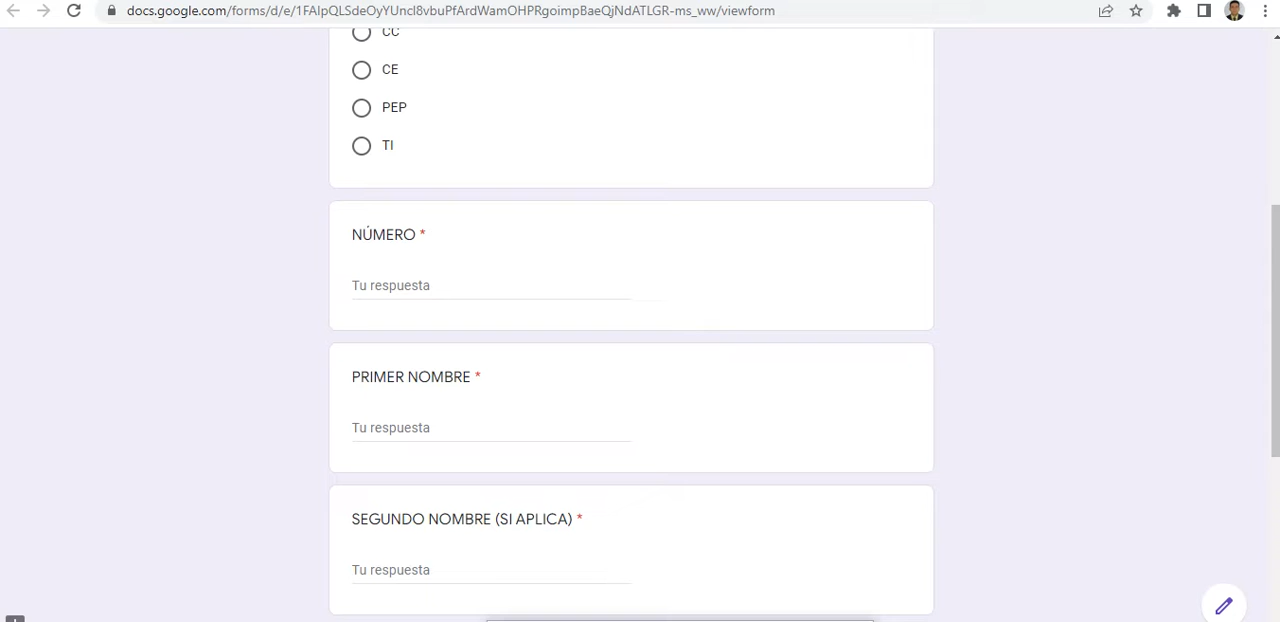 docs.google.com/forms/d/e/1FAIpQLSdeOyYUncl8vbuPfArdWamOHPRgoimpBaeQjNdATLGR-ms_ww/viewform
CC
CE
PEP
TI
NÚMERO *
Tu respuesta
PRIMER NOMBRE *
Tu respuesta
SEGUNDO NOMBRE (SI APLICA) *
Tu respuesta